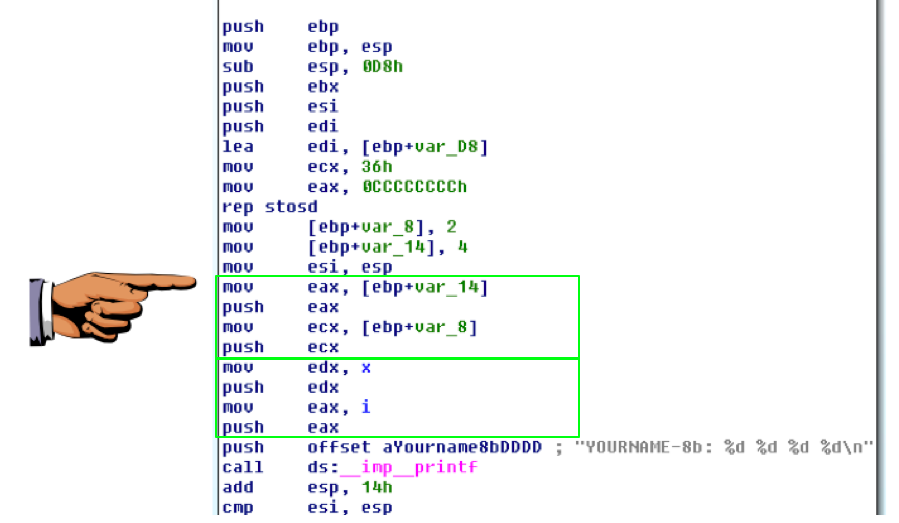 push ebp
mov ebp, esp
sub esp, 0D8h
push ebx
push esi
push edi
lea edi, [ebp+var_D8]
mov ecx, 36h
mov eax, 0CCCCCCCCh
rep stosd
mov [ebp+var_8], 2
mov [ebp+var_14], 4
mov esi, esp
mov eax, [ebp+var_14]
push eax
mov ecx, [ebp+var_8]
push ecx
mov edx, x
push edx
mov eax, i
push eax
push offset aYourname8bDDDD ; "YOURNAME-8b: %d %d %d %d\n"
call ds:__imp__printf
add esp, 14h
cmp esi, esp